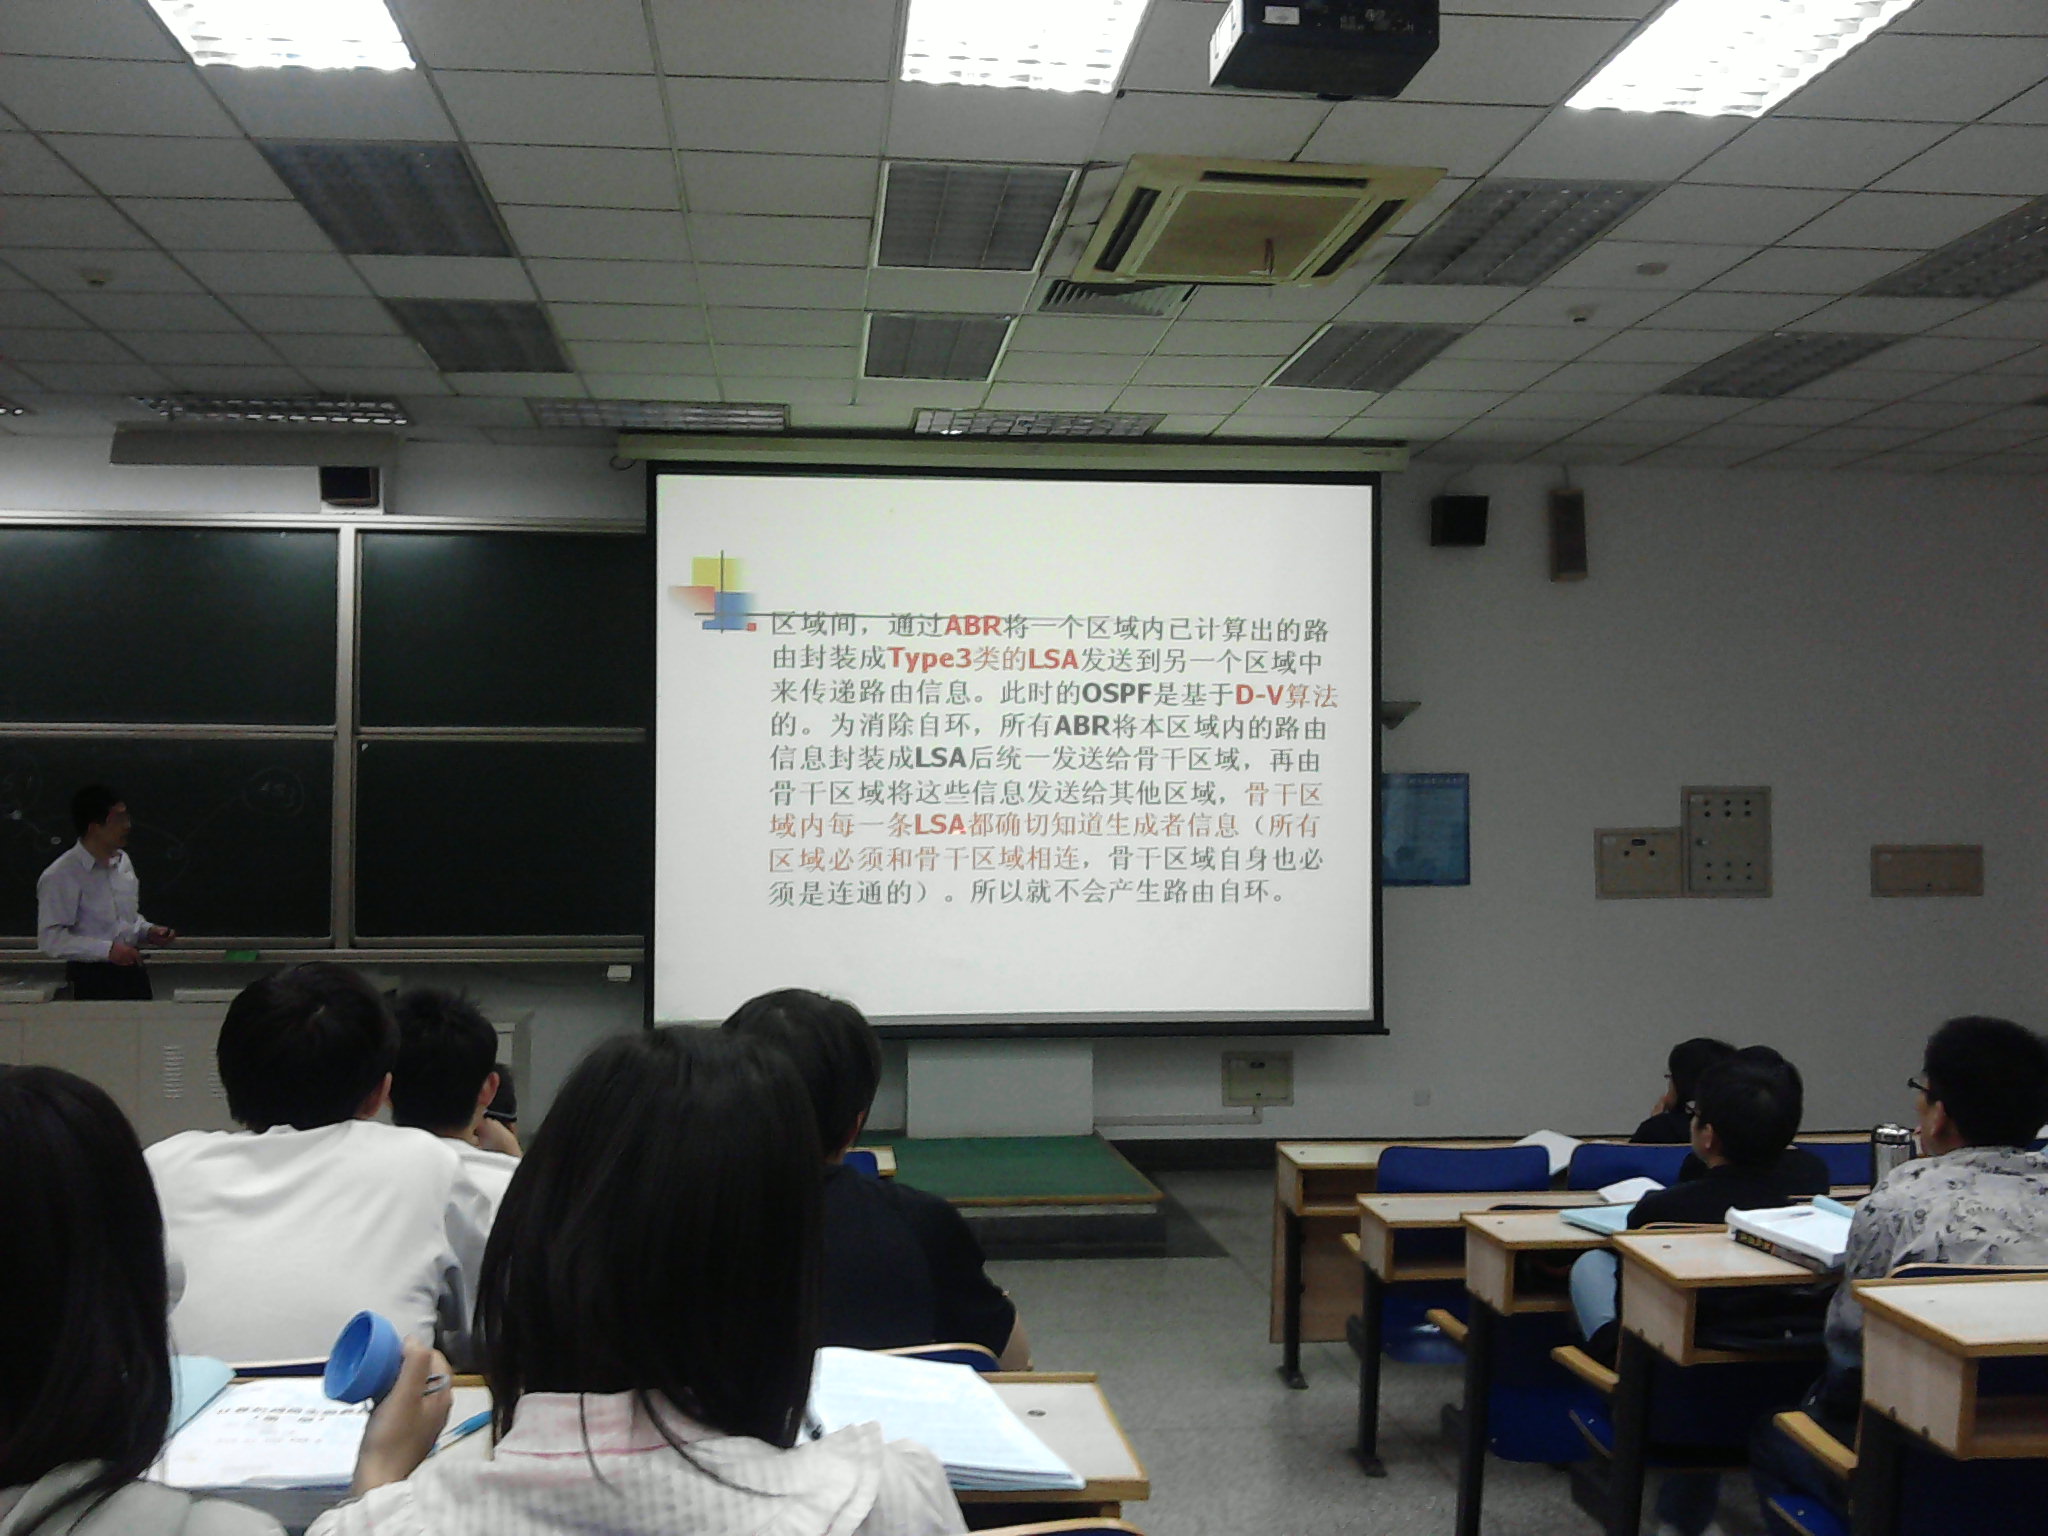 区域间，通过ABR将一个区域内已计算出的路
由封装成Type3类的LSA发送到另一个区域中
来传递路由信息。此时的OSPF是基于D-V算法
的。为消除自环，所有ABR将本区域内的路由
信息封装成LSA后统一发送给骨干区域，再由
骨干区域将这些信息发送给其他区域，骨干区
域内每一条LSA都确切知道生成者信息（所有
区域必须和骨干区域相连，骨干区域自身也必
须是连通的）。所以就不会产生路由自环。